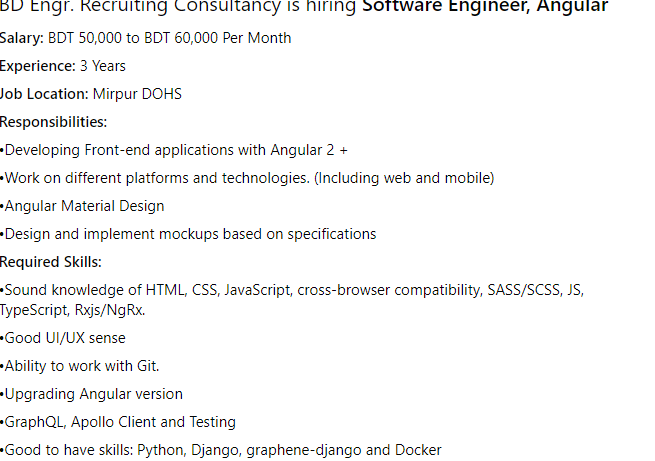 BD Engr. Recruiting Consultancy is hiring Software Engineer, Angular
Salary: BDT 50,000 to BDT 60,000 Per Month
Experience: 3 Years
Job Location: Mirpur DOHS
Responsibilities:
•Developing Front-end applications with Angular 2 +
•Work on different platforms and technologies. (Including web and mobile)
•Angular Material Design
•Design and implement mockups based on specifications
Required Skills:
•Sound knowledge of HTML, CSS, JavaScript, cross-browser compatibility, SASS/SCSS, JS,
TypeScript, Rxjs/NgRx.
•Good UI/UX sense
•Ability to work with Git.
•Upgrading Angular version
•GraphQL, Apollo Client and Testing
•Good to have skills: Python, Django, graphene-django and Docker